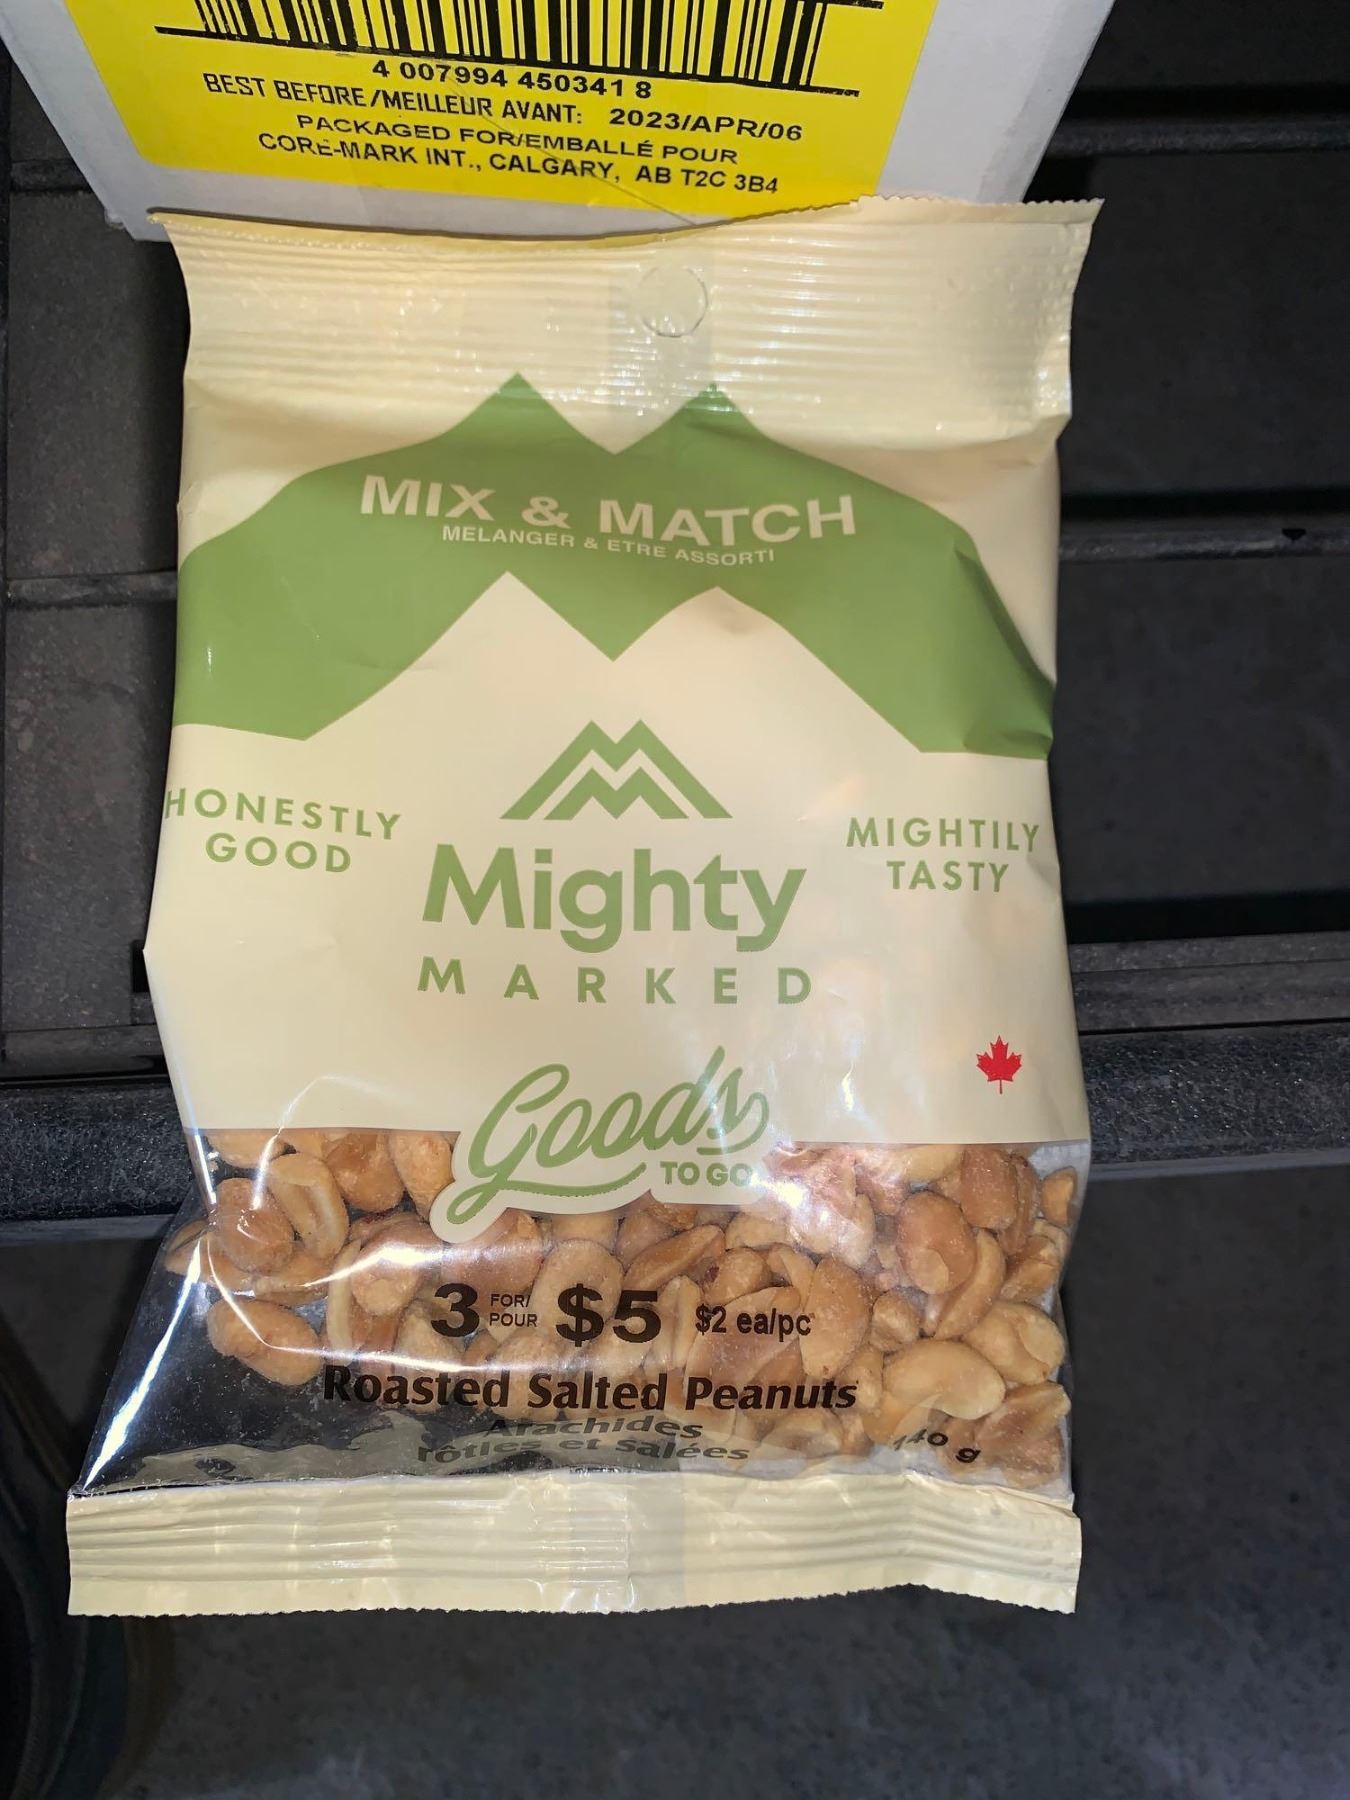 4 007994 450341 8
BEST BEFORE/MEILLEUR AVANT: 2023/APR/06
PACKAGED FOR/EMBALLÉ POUR
CORE-MARK INT., CALGARY, AB T2C 3B4
MIX & MATCH
MELANGER & ETRE ASSORTI
HONESTLY
GOOD
Mighty
MARKED
MIGHTILY
TASTY
Goods
TO GO
3 FOR/
POUR $5 $2 ea/pc
Roasted Salted Peanuts
Arachides
rôties et salées
140 g